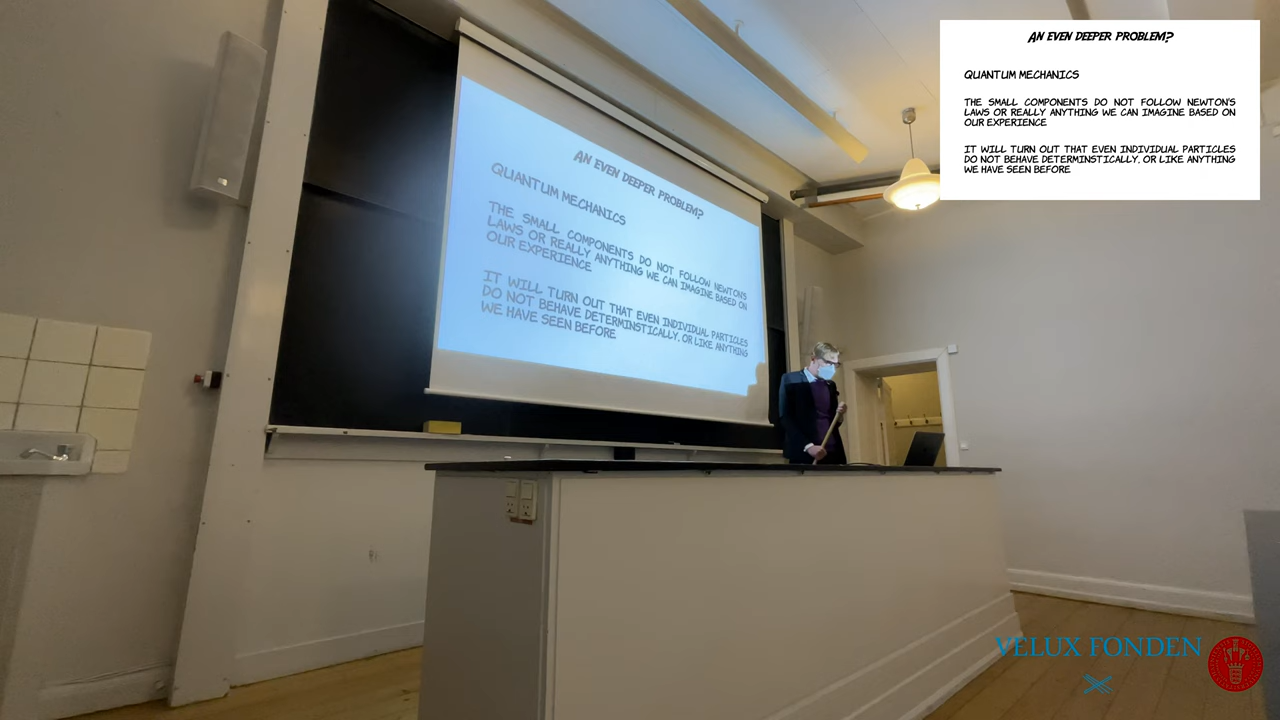 AN EVEN DEEPER PROBLEM?
QUANTUM MECHANICS
THE SMALL COMPONENTS DO NOT FOLLOW NEWTON'S
LAWS OR REALLY ANYTHING WE CAN IMAGINE BASED ON
OUR EXPERIENCE
IT WILL TURN OUT THAT EVEN INDIVIDUAL PARTICLES
DO NOT BEHAVE DETERMINSTICALLY, OR LIKE ANYTHING
WE HAVE SEEN BEFORE
AN EVEN DEEPER PROBLEM?
QUANTUM MECHANICS
THE SMALL COMPONENTS DO NOT FOLLOW NEWTON'S
LAWS OR REALLY ANYTHING WE CAN IMAGINE BASED ON
OUR EXPERIENCE
IT WILL TURN OUT THAT EVEN INDIVIDUAL PARTICLES
DO NOT BEHAVE DETERMINSTICALLY, OR LIKE ANYTHING
WE HAVE SEEN BEFORE
VELUX FONDEN